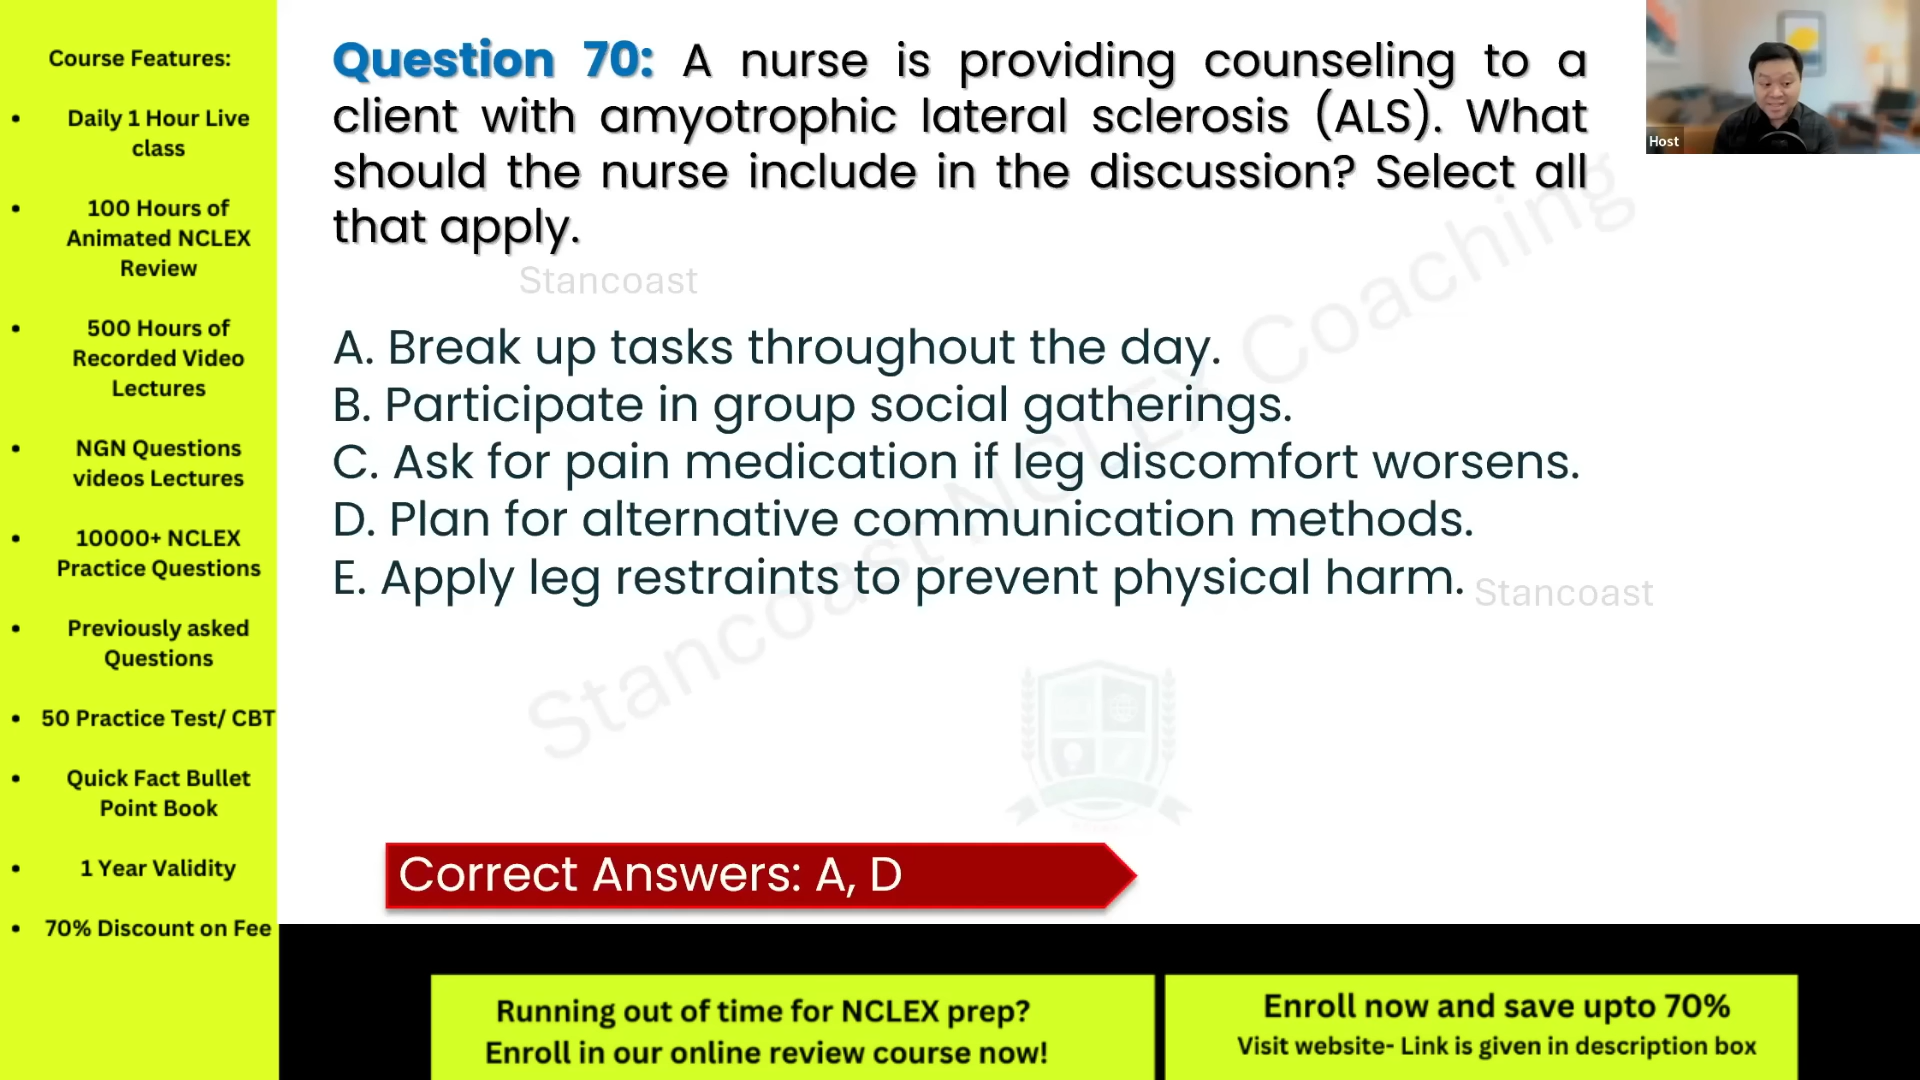 Course Features:
• Daily 1 Hour Live
class
• 100 Hours of
Animated NCLEX
Review
• 500 Hours of
Recorded Video
Lectures
• NGN Questions
videos Lectures
• 10000+ NCLEX
Practice Questions
• Previously asked
Questions
• 50 Practice Test/ CBT
• Quick Fact Bullet
Point Book
• 1 Year Validity
• 70% Discount on Fee
Question 70: A nurse is providing counseling to a
client with amyotrophic lateral sclerosis (ALS). What
should the nurse include in the discussion? Select all
that apply.
Stancoast
A. Break up tasks throughout the day.
B. Participate in group social gatherings.
C. Ask for pain medication if leg discomfort worsens.
D. Plan for alternative communication methods.
E. Apply leg restraints to prevent physical harm.
Stancoast
Stancoast NCLEX Coaching
Correct Answers: A, D
Host
Running out of time for NCLEX prep?
Enroll in our online review course now!
Enroll now and save upto 70%
Visit website- Link is given in description box